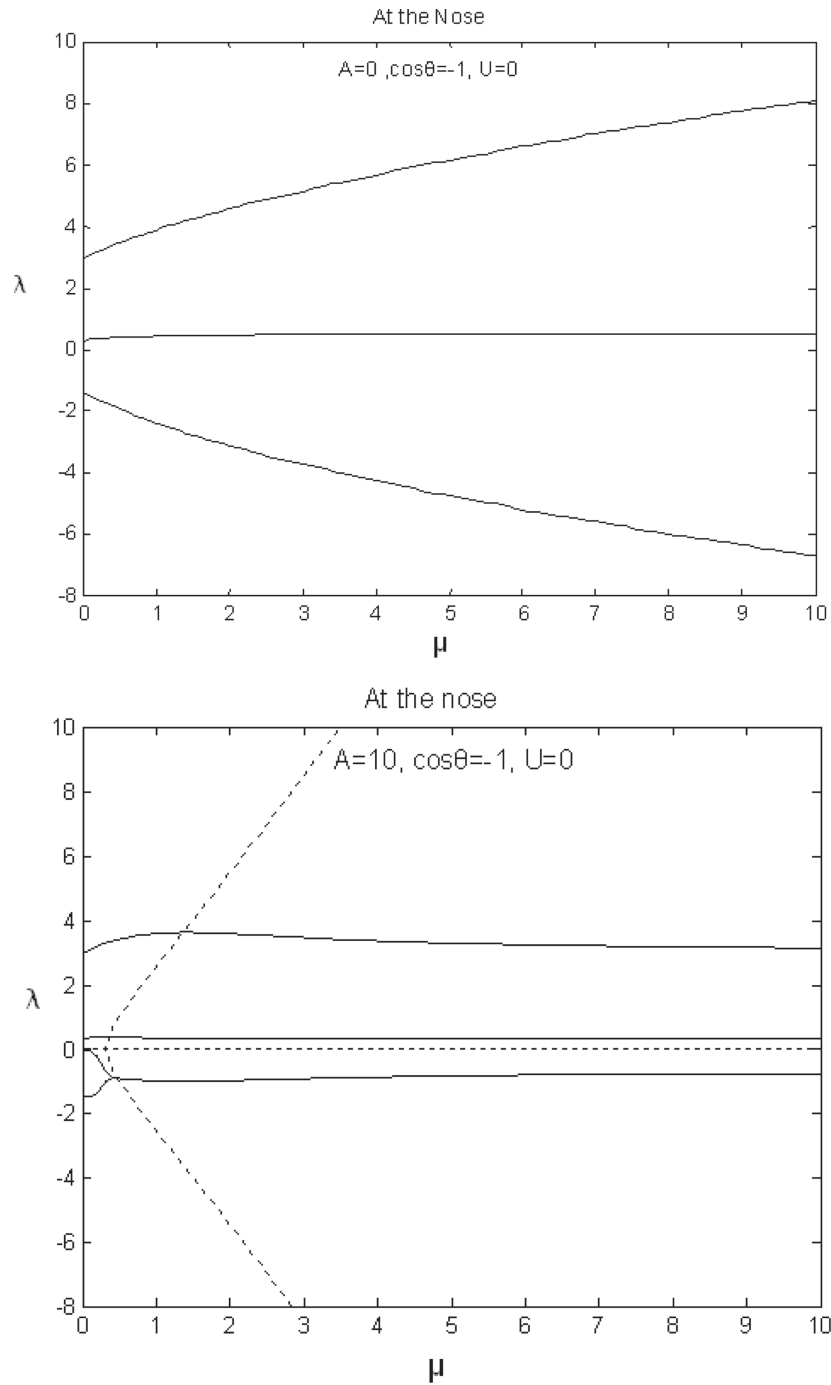 At the Nose
A=0 ,cosθ=-1, U=0
10
8
6
4
2
0
-2
-4
-6
-8
λ
0 1 2 3 4 5 6 7 8 9 10
μ
At the nose
A=10, cosθ=-1, U=0
10
8
6
4
2
0
-2
-4
-6
-8
λ
0 1 2 3 4 5 6 7 8 9 10
μ